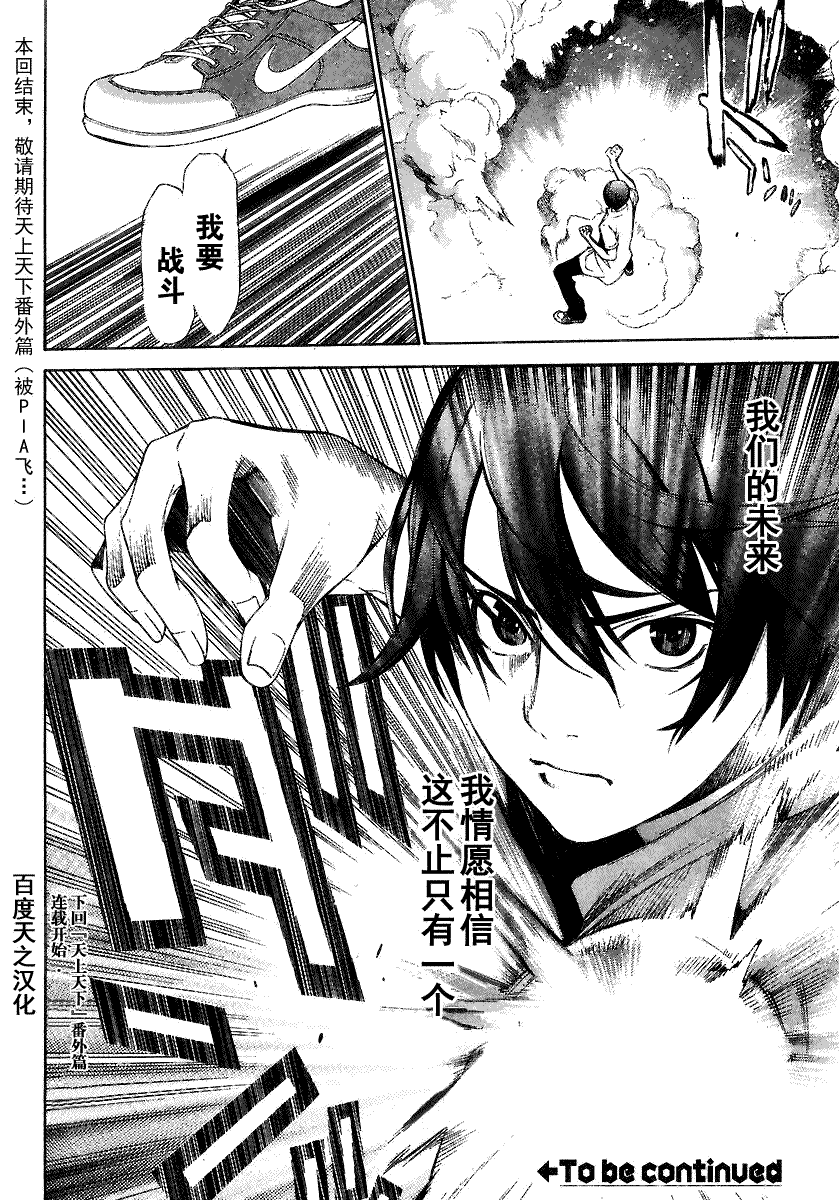 我要
战斗
我们的未来
我情愿相信
这不止只有一个
本回结束，敬请期待天上天下番外篇（被PIA飞…）
百度天之汉化
下回「天上天下」番外篇
连载开始．
To be continued